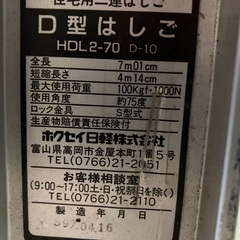 住宅用二連はしご
D型はしご
HDL2-70 D-10
全長 7m01cm
短縮長さ 4m14cm
最大使用荷重 100Kgf・1000N
使用角度 約75度
ロック金具 S型式
生産物賠償責任保険付
ホクセイ日軽株式会社
富山県高岡市金屋本町1番5号
TEL(0766)21-2051
お客様相談室
(9:00~17:00土・日・祝祭日を除く)
TEL(0766)21-2119
製造年月日